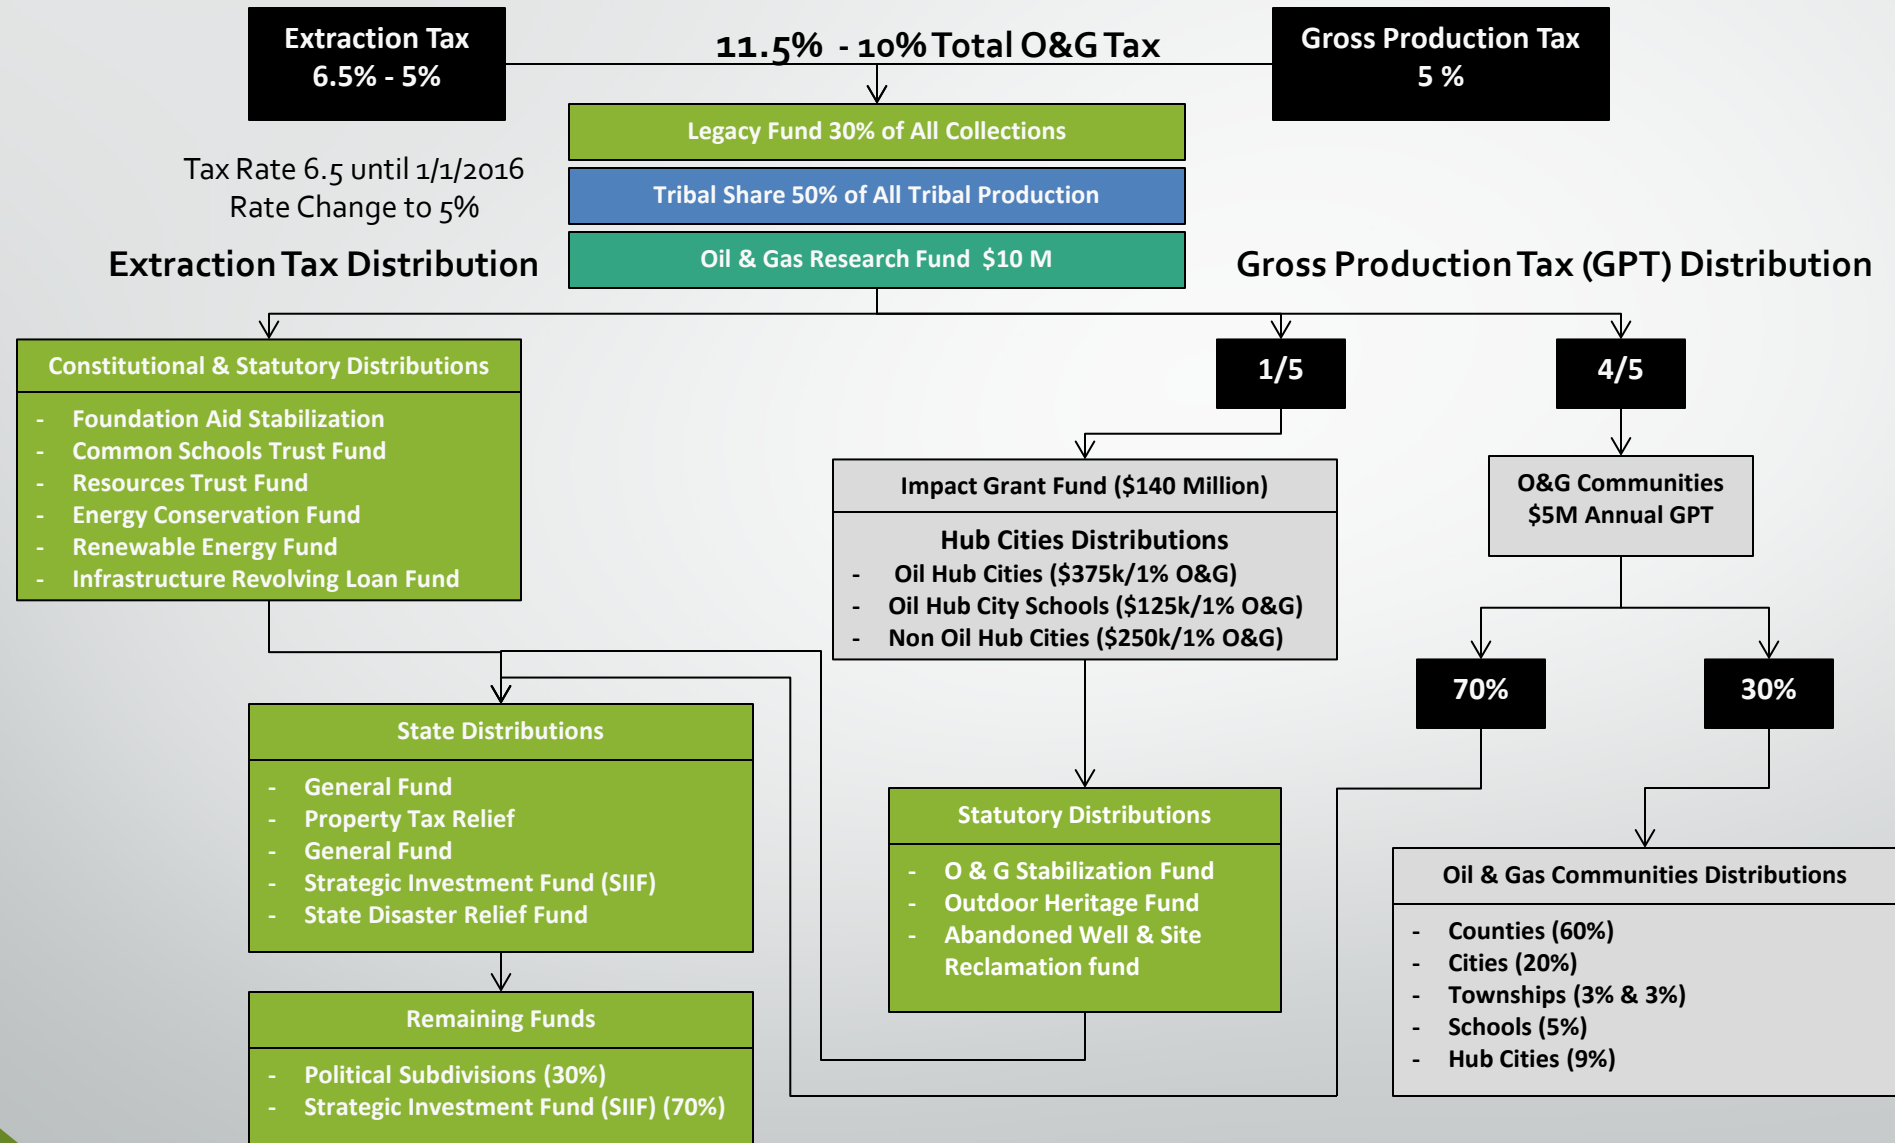 Extraction Tax
6.5% - 5%
11.5% - 10% Total O&G Tax
Gross Production Tax
5 %
Legacy Fund 30% of All Collections
Tribal Share 50% of All Tribal Production
Oil & Gas Research Fund $10 M
Tax Rate 6.5 until 1/1/2016
Rate Change to 5%
Extraction Tax Distribution
Gross Production Tax (GPT) Distribution
Constitutional & Statutory Distributions
- Foundation Aid Stabilization
- Common Schools Trust Fund
- Resources Trust Fund
- Energy Conservation Fund
- Renewable Energy Fund
- Infrastructure Revolving Loan Fund
1/5
4/5
Impact Grant Fund ($140 Million)
Hub Cities Distributions
- Oil Hub Cities ($375k/1% O&G)
- Oil Hub City Schools ($125k/1% O&G)
- Non Oil Hub Cities ($250k/1% O&G)
O&G Communities
$5M Annual GPT
70%
30%
State Distributions
- General Fund
- Property Tax Relief
- General Fund
- Strategic Investment Fund (SIIF)
- State Disaster Relief Fund
Statutory Distributions
- O & G Stabilization Fund
- Outdoor Heritage Fund
- Abandoned Well & Site
Reclamation fund
Oil & Gas Communities Distributions
- Counties (60%)
- Cities (20%)
- Townships (3% & 3%)
- Schools (5%)
- Hub Cities (9%)
Remaining Funds
- Political Subdivisions (30%)
- Strategic Investment Fund (SIIF) (70%)